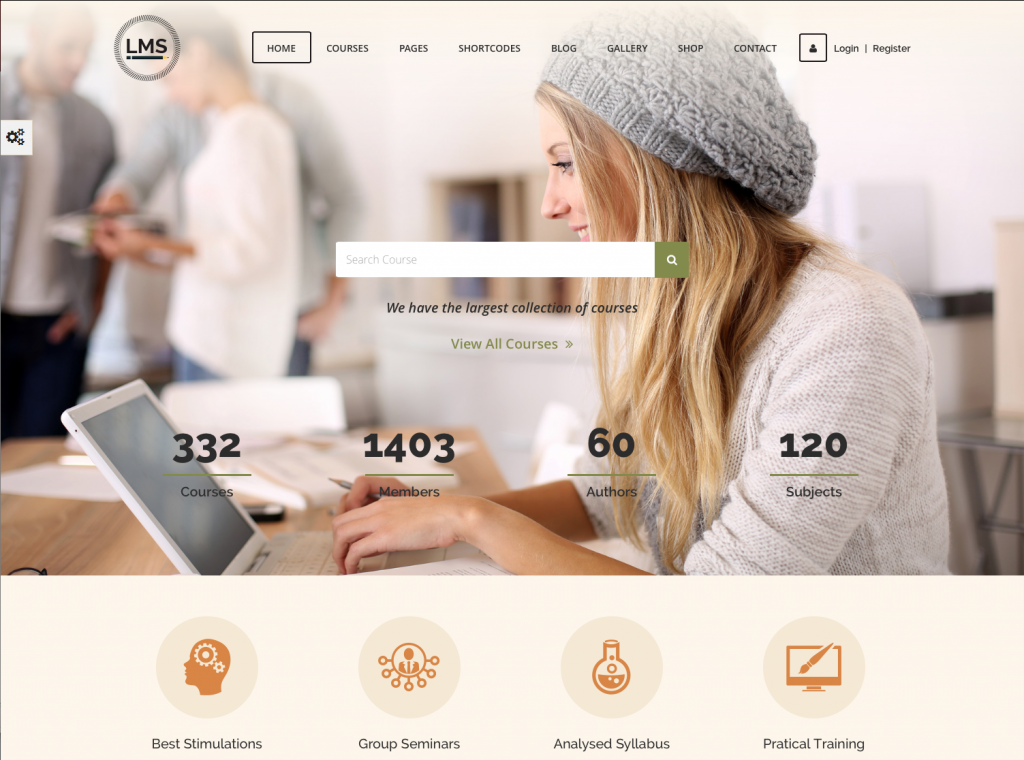 LMS
HOME COURSES PAGES SHORTCODES BLOG GALLERY SHOP CONTACT Login | Register
Search Course
We have the largest collection of courses
View All Courses »
332 1403 60 120
Courses Members Authors Subjects
Best Stimulations Group Seminars Analysed Syllabus Pratical Training